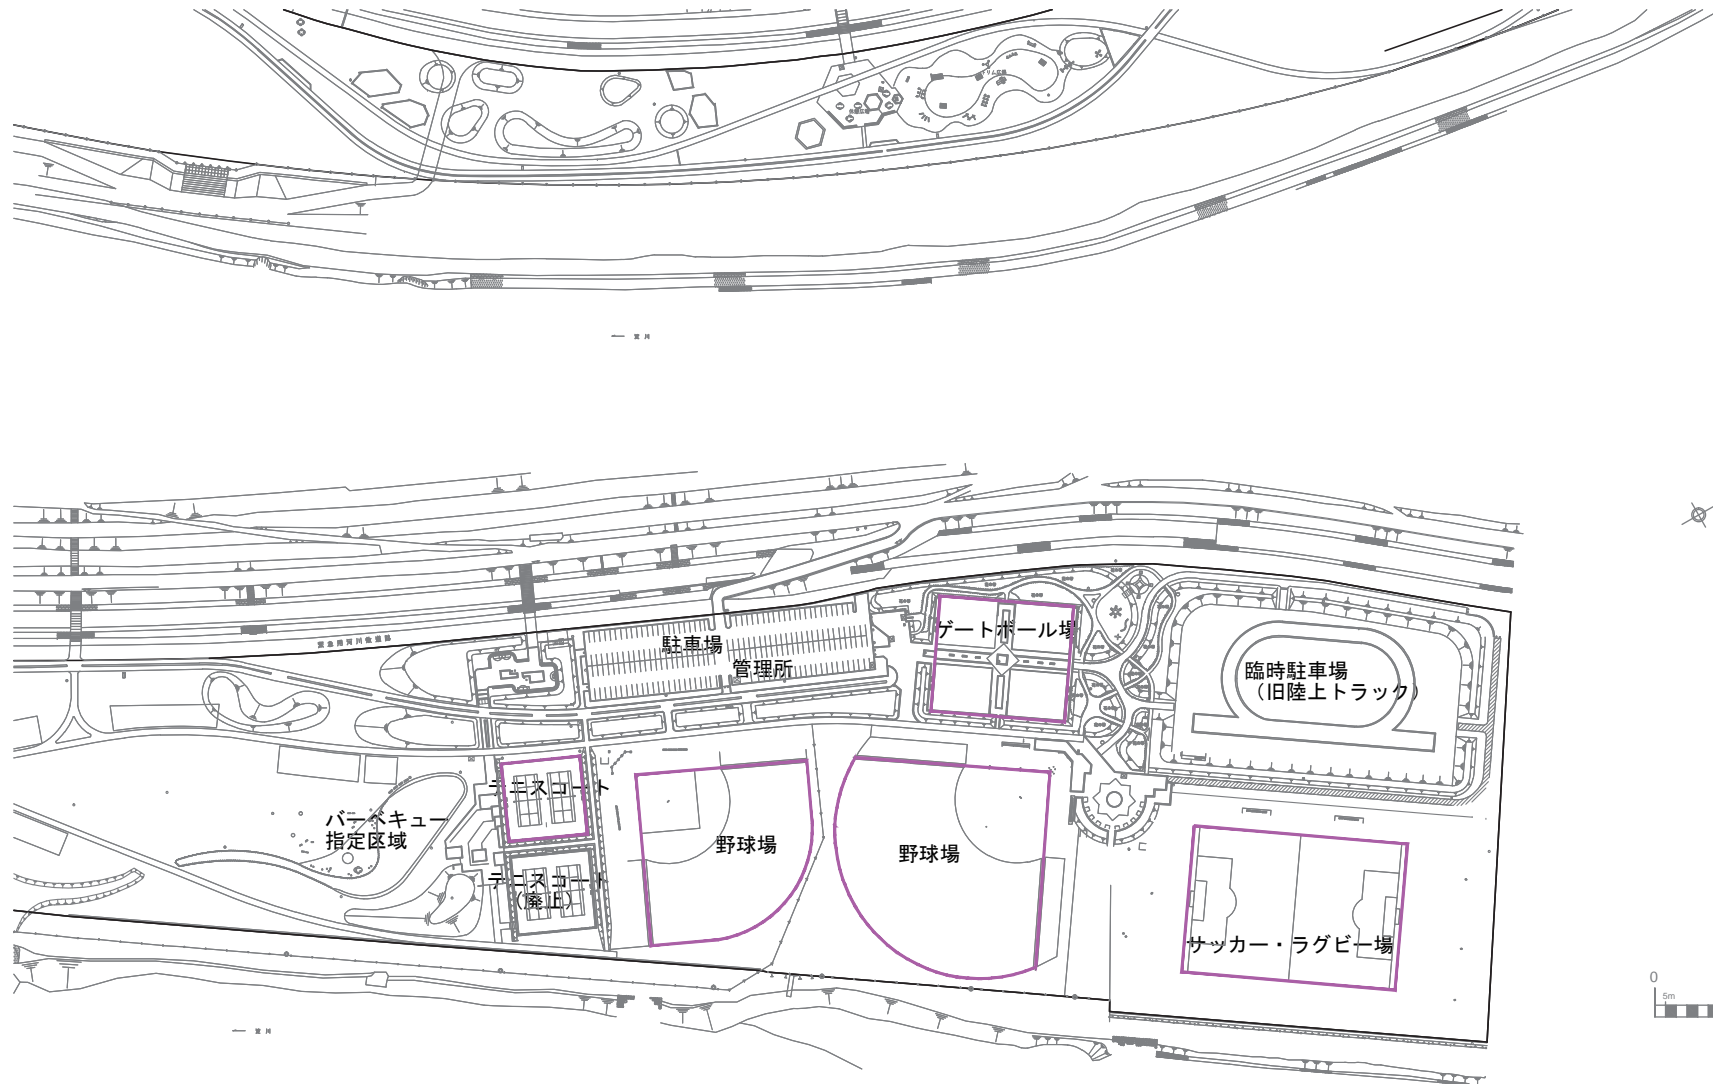 ゲートボール場
駐車場
管理所
臨時駐車場
（旧陸上トラック）
テニスコート
バーベキュー
指定区域
野球場
野球場
テニスコート
（廃止）
サッカー・ラグビー場
0
5m